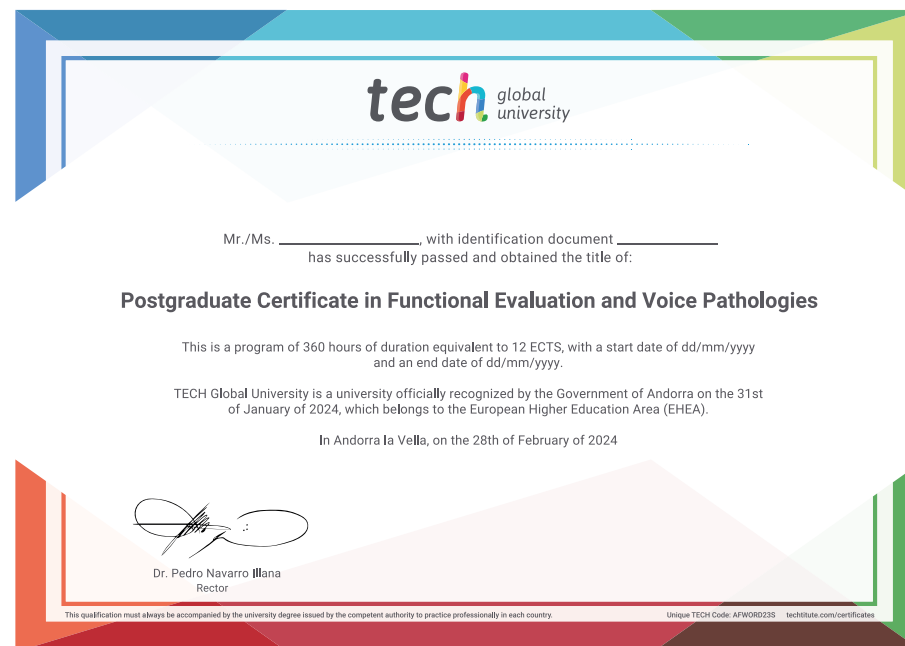 tech global university
Mr./Ms. ____________, with identification document ____________
has successfully passed and obtained the title of:
Postgraduate Certificate in Functional Evaluation and Voice Pathologies
This is a program of 360 hours of duration equivalent to 12 ECTS, with a start date of dd/mm/yyyy
and an end date of dd/mm/yyyy.
TECH Global University is a university officially recognized by the Government of Andorra on the 31st
of January of 2024, which belongs to the European Higher Education Area (EHEA).
In Andorra la Vella, on the 28th of February of 2024
Dr. Pedro Navarro Illana
Rector
This qualification must always be accompanied by the university degree issued by the competent authority to practice professionally in each country.
Unique TECH Code: AFWORD23S techtitute.com/certificates